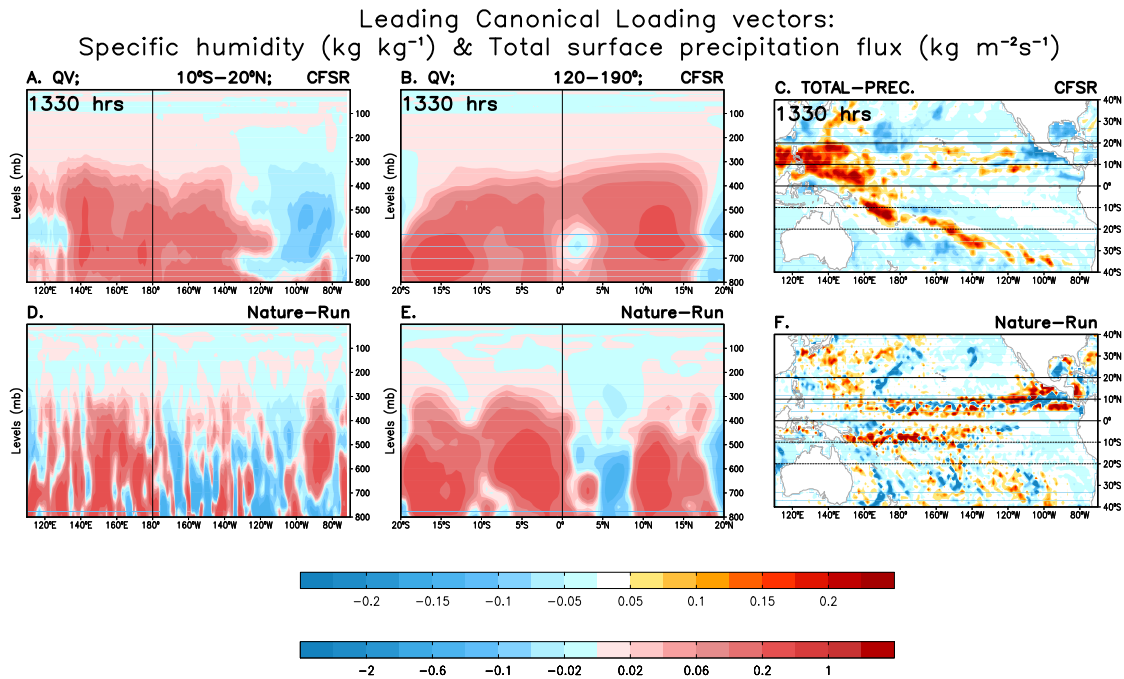 Leading Canonical Loading vectors:
Specific humidity (kg kg⁻¹) & Total surface precipitation flux (kg m⁻²s⁻¹)
A. QV; 10°S−20°N; CFSR
1330 hrs
Levels (mb)
100
200
300
400
500
600
700
800
120°E 140°E 160°E 180° 160°W 140°W 120°W 100°W 80°W
B. QV; 120−190°; CFSR
1330 hrs
Levels (mb)
100
200
300
400
500
600
700
800
20°S 15°S 10°S 5°S 0° 5°N 10°N 15°N 20°N
C. TOTAL−PREC. CFSR
1330 hrs
40°N
30°N
20°N
10°N
0°
10°S
20°S
30°S
40°S
120°E 140°E 160°E 180° 160°W 140°W 120°W 100°W 80°W
D. Nature−Run
Levels (mb)
100
200
300
400
500
600
700
800
120°E 140°E 160°E 180° 160°W 140°W 120°W 100°W 80°W
E. Nature−Run
Levels (mb)
100
200
300
400
500
600
700
800
20°S 15°S 10°S 5°S 0° 5°N 10°N 15°N 20°N
F. Nature−Run
40°N
30°N
20°N
10°N
0°
10°S
20°S
30°S
40°S
120°E 140°E 160°E 180° 160°W 140°W 120°W 100°W 80°W
−0.2 −0.15 −0.1 −0.05 0.05 0.1 0.15 0.2
−2 −0.6 −0.1 −0.02 0.02 0.06 0.2 1